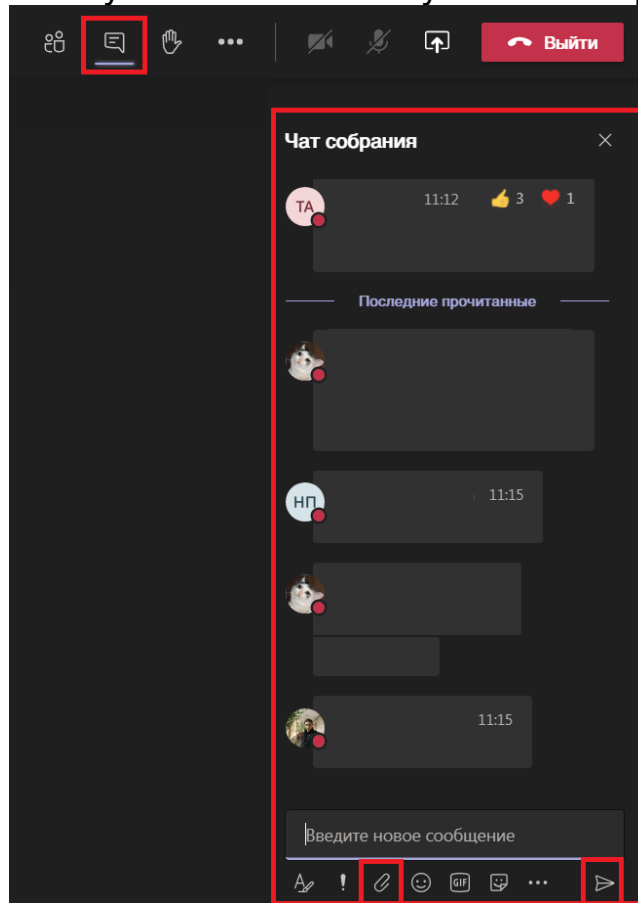 Выйти
Чат собрания
ТА
11:12 👍 3 ❤️ 1
Последние прочитанные
НП
11:15
11:15
Введите новое сообщение
GIF